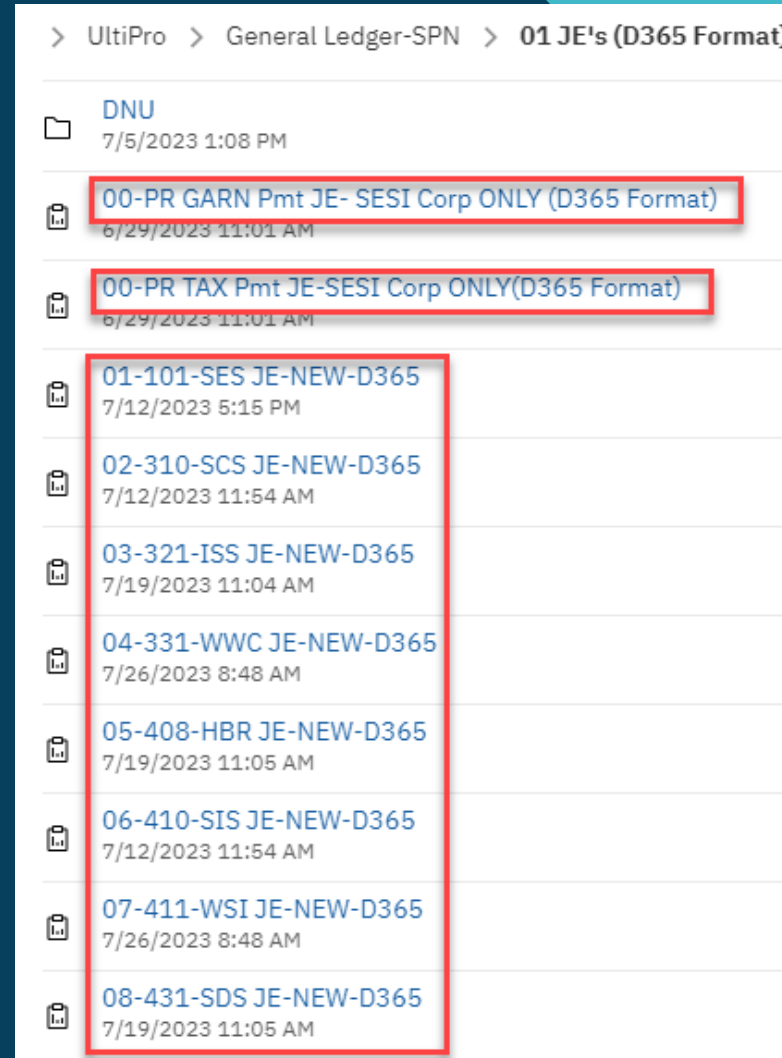 > UltiPro > General Ledger-SPN > 01 JE's (D365 Format)
DNU
7/5/2023 1:08 PM
00-PR GARN Pmt JE- SESI Corp ONLY (D365 Format)
6/29/2023 11:01 AM
00-PR TAX Pmt JE-SESI Corp ONLY(D365 Format)
6/29/2023 11:01 AM
01-101-SES JE-NEW-D365
7/12/2023 5:15 PM
02-310-SCS JE-NEW-D365
7/12/2023 11:54 AM
03-321-ISS JE-NEW-D365
7/19/2023 11:04 AM
04-331-WWC JE-NEW-D365
7/26/2023 8:48 AM
05-408-HBR JE-NEW-D365
7/19/2023 11:05 AM
06-410-SIS JE-NEW-D365
7/12/2023 11:54 AM
07-411-WSI JE-NEW-D365
7/26/2023 8:48 AM
08-431-SDS JE-NEW-D365
7/19/2023 11:05 AM